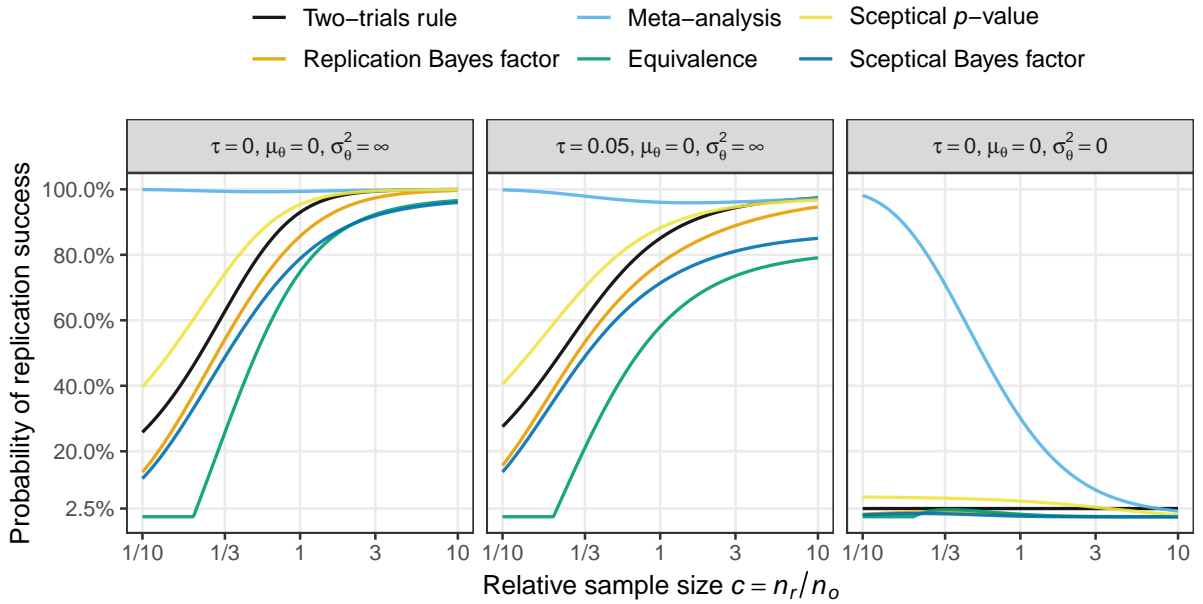 Two−trials rule
Meta−analysis
Sceptical p−value
Replication Bayes factor
Equivalence
Sceptical Bayes factor
τ = 0, μθ = 0, σ²θ = ∞
τ = 0.05, μθ = 0, σ²θ = ∞
τ = 0, μθ = 0, σ²θ = 0
Probability of replication success
100.0%
80.0%
60.0%
40.0%
20.0%
2.5%
1/10 1/3 1 3 10
1/10 1/3 1 3 10
1/10 1/3 1 3 10
Relative sample size c = nr/no